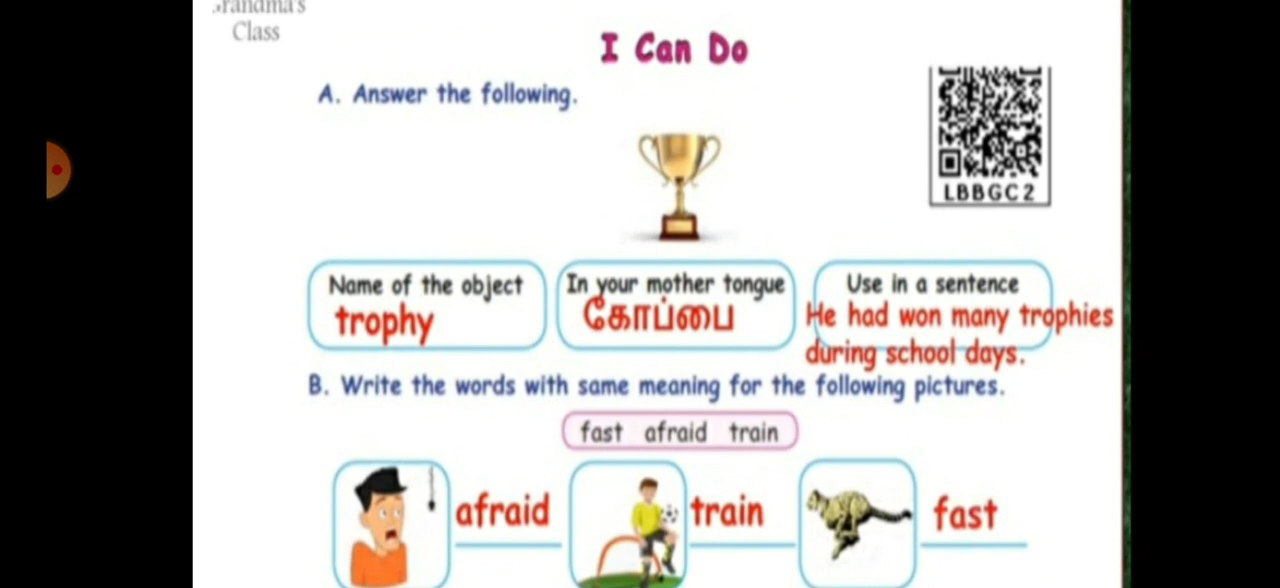 Class
I Can Do
A. Answer the following.
LBBGC2
Name of the object
trophy
In your mother tongue
கோப்பை
Use in a sentence
He had won many trophies
during school days.
B. Write the words with same meaning for the following pictures.
fast afraid train
afraid
train
fast